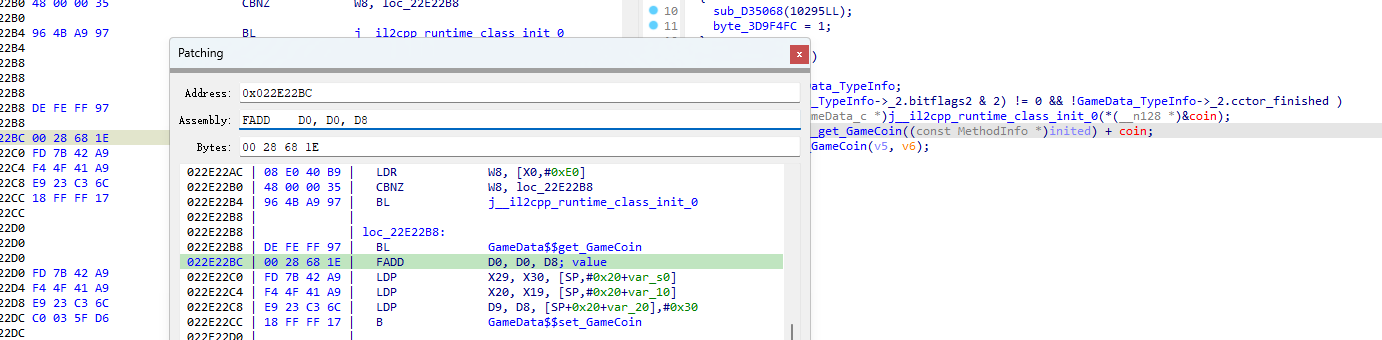 22B0 48 00 00 35 CBNZ W8, loc_22E22B8
22B0
22B4 96 4B A9 97 BL j__il2cpp_runtime_class_init_0
22B4
22B8
22B8
22B8
22B8 DE FE FF 97
22B8
22BC 00 28 68 1E
22C0 FD 7B 42 A9
22C4 F4 4F 41 A9
22C8 E9 23 C3 6C
22CC 18 FF FF 17
22CC
22D0
22D0
22D0
22D0 FD 7B 42 A9
22D4 F4 4F 41 A9
22D8 E9 23 C3 6C
22DC C0 03 5F D6
22DC
Patching
x
Address: 0x022E22BC
Assembly: FADD D0, D0, D8
Bytes: 00 28 68 1E
022E22AC | 08 E0 40 B9 | LDR W8, [X0,#0xE0]
022E22B0 | 48 00 00 35 | CBNZ W8, loc_22E22B8
022E22B4 | 96 4B A9 97 | BL j__il2cpp_runtime_class_init_0
022E22B8 | |
022E22B8 | | loc_22E22B8:
022E22B8 | DE FE FF 97 | BL GameData$$get_GameCoin
022E22BC | 00 28 68 1E | FADD D0, D0, D8; value
022E22C0 | FD 7B 42 A9 | LDP X29, X30, [SP,#0x20+var_s0]
022E22C4 | F4 4F 41 A9 | LDP X20, X19, [SP,#0x20+var_10]
022E22C8 | E9 23 C3 6C | LDP D9, D8, [SP+0x20+var_20],#0x30
022E22CC | 18 FF FF 17 | B GameData$$set_GameCoin
022E22D0 | |
10 sub_D35068(10295LL);
11 byte_3D9F4FC = 1;
)
ata_TypeInfo;
_TypeInfo->_2.bitflags2 & 2) != 0 && !GameData_TypeInfo->_2.cctor_finished )
meData_c *)j__il2cpp_runtime_class_init_0(*(__n128 *)&coin);
_get_GameCoin((const MethodInfo *)inited) + coin;
GameCoin(v5, v6);